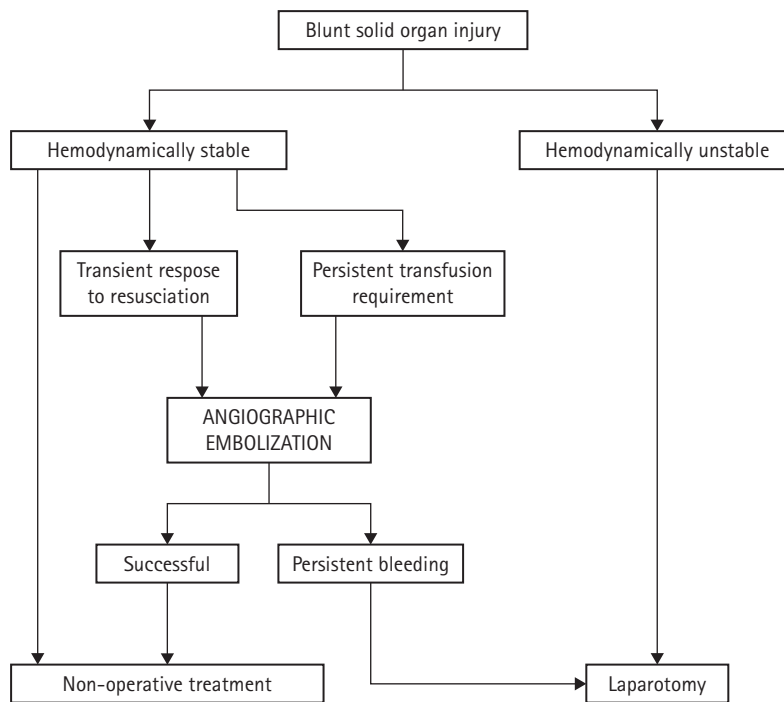 Blunt solid organ injury
Hemodynamically stable
Hemodynamically unstable
Transient respose
to resusciation
Persistent transfusion
requirement
ANGIOGRAPHIC
EMBOLIZATION
Successful
Persistent bleeding
Non-operative treatment
Laparotomy